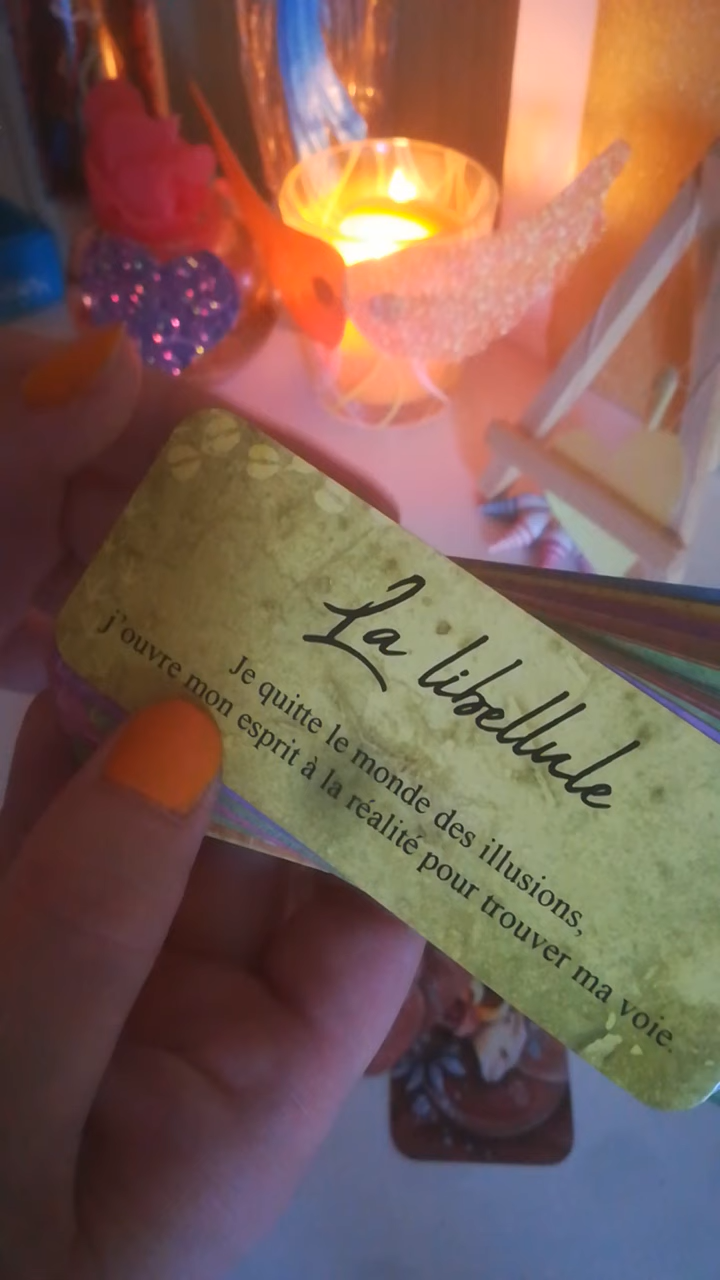 La libellule
Je quitte le monde des illusions,
j'ouvre mon esprit à la réalité pour trouver ma voie.